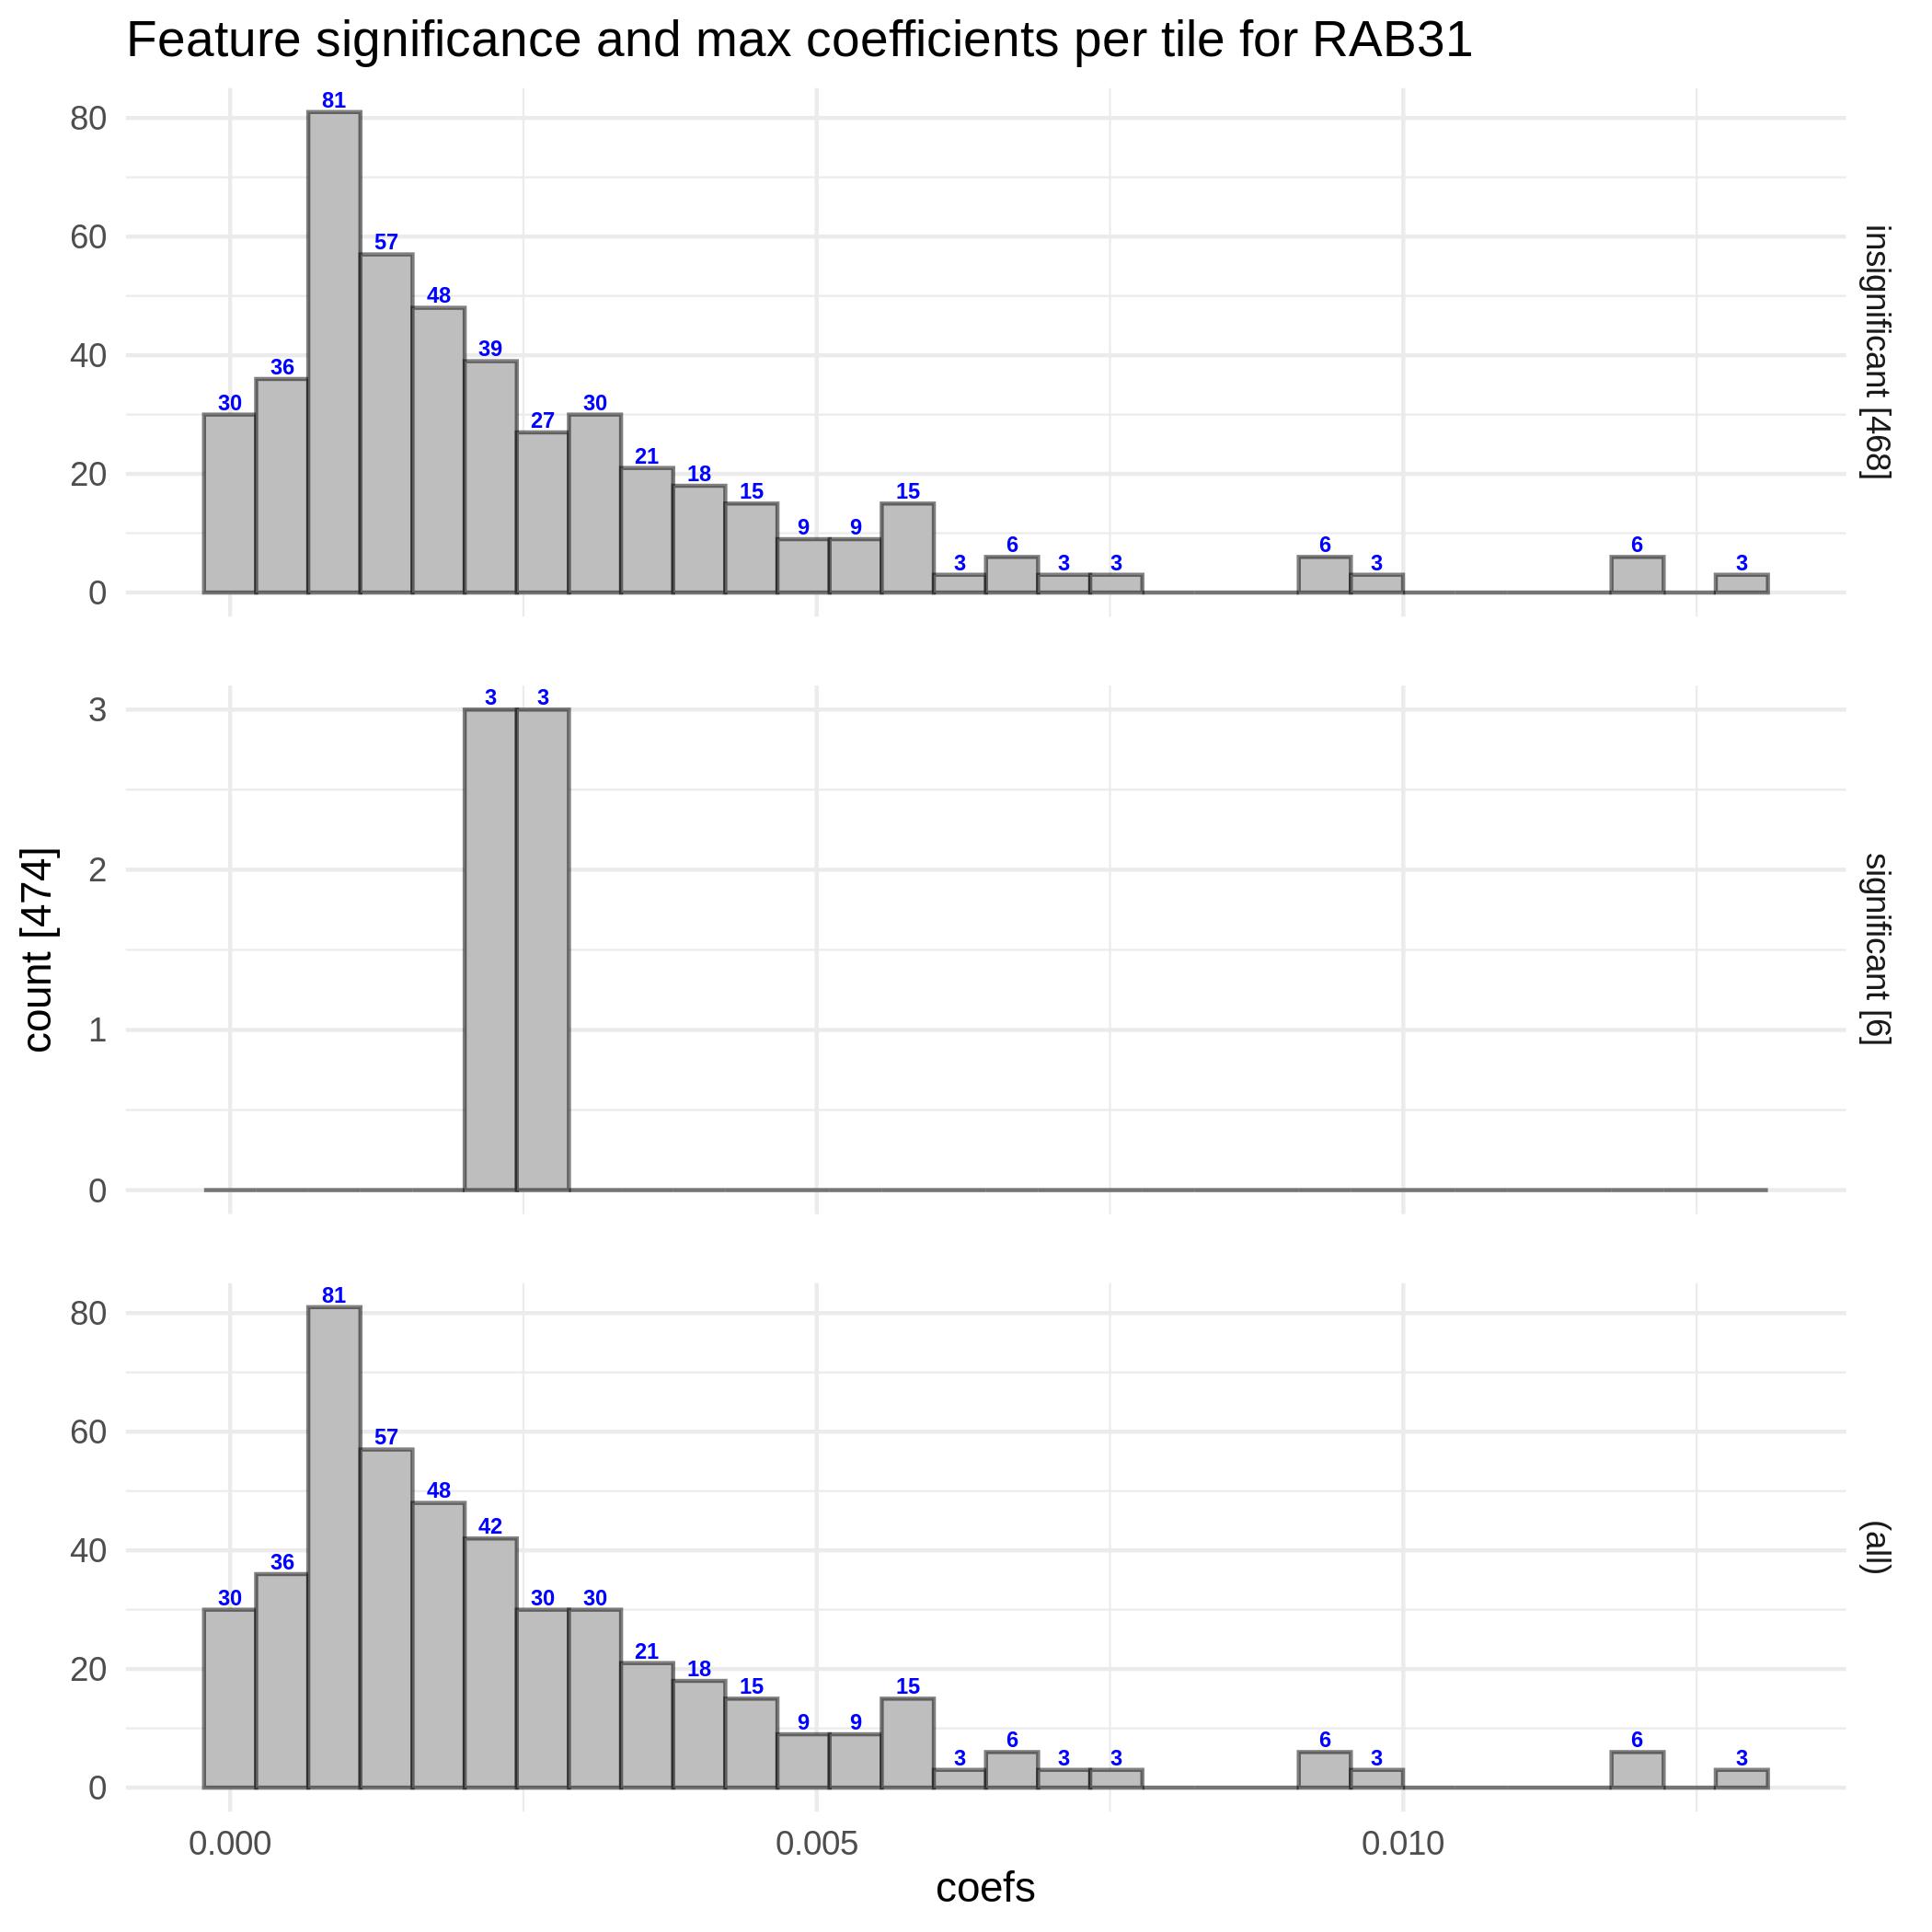 Feature significance and max coefficients per tile for RAB31
80
60
40
20
0
30 36 81 57 48 39 27 30 21 18 15 9 9 15 3 6 3 3 6 3 6 3
insignificant [468]
count [474]
3
2
1
0
3 3
significant [6]
80
60
40
20
0
30 36 81 57 48 42 30 30 21 18 15 9 9 15 3 6 3 3 6 3 6 3
(all)
0.000 0.005 0.010
coefs